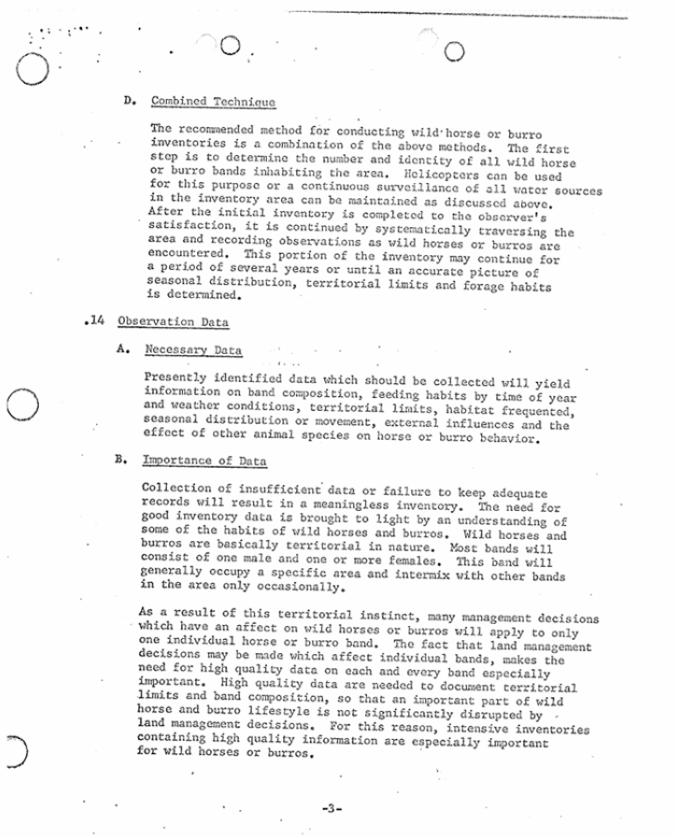 D. Combined Technique
The recommended method for conducting wild horse or burro
inventories is a combination of the above methods. The first
step is to determine the number and identity of all wild horse
or burro bands inhabiting the area. Helicopters can be used
for this purpose or a continuous surveillance of all water sources
in the inventory area can be maintained as discussed above.
After the initial inventory is completed to the observer's
satisfaction, it is continued by systematically traversing the
area and recording observations as wild horses or burros are
encountered. This portion of the inventory may continue for
a period of several years or until an accurate picture of
seasonal distribution, territorial limits and forage habits
is determined.
.14 Observation Data
A. Necessary Data
Presently identified data which should be collected will yield
information on band composition, feeding habits by time of year
and weather conditions, territorial limits, habitat frequented,
seasonal distribution or movement, external influences and the
effect of other animal species on horse or burro behavior.
B. Importance of Data
Collection of insufficient data or failure to keep adequate
records will result in a meaningless inventory. The need for
good inventory data is brought to light by an understanding of
some of the habits of wild horses and burros. Wild horses and
burros are basically territorial in nature. Most bands will
consist of one male and one or more females. This band will
generally occupy a specific area and intermix with other bands
in the area only occasionally.
As a result of this territorial instinct, many management decisions
which have an affect on wild horses or burros will apply to only
one individual horse or burro band. The fact that land management
decisions may be made which affect individual bands, makes the
need for high quality data on each and every band especially
important. High quality data are needed to document territorial
limits and band composition, so that an important part of wild
horse and burro lifestyle is not significantly disrupted by
land management decisions. For this reason, intensive inventories
containing high quality information are especially important
for wild horses or burros.
-3-